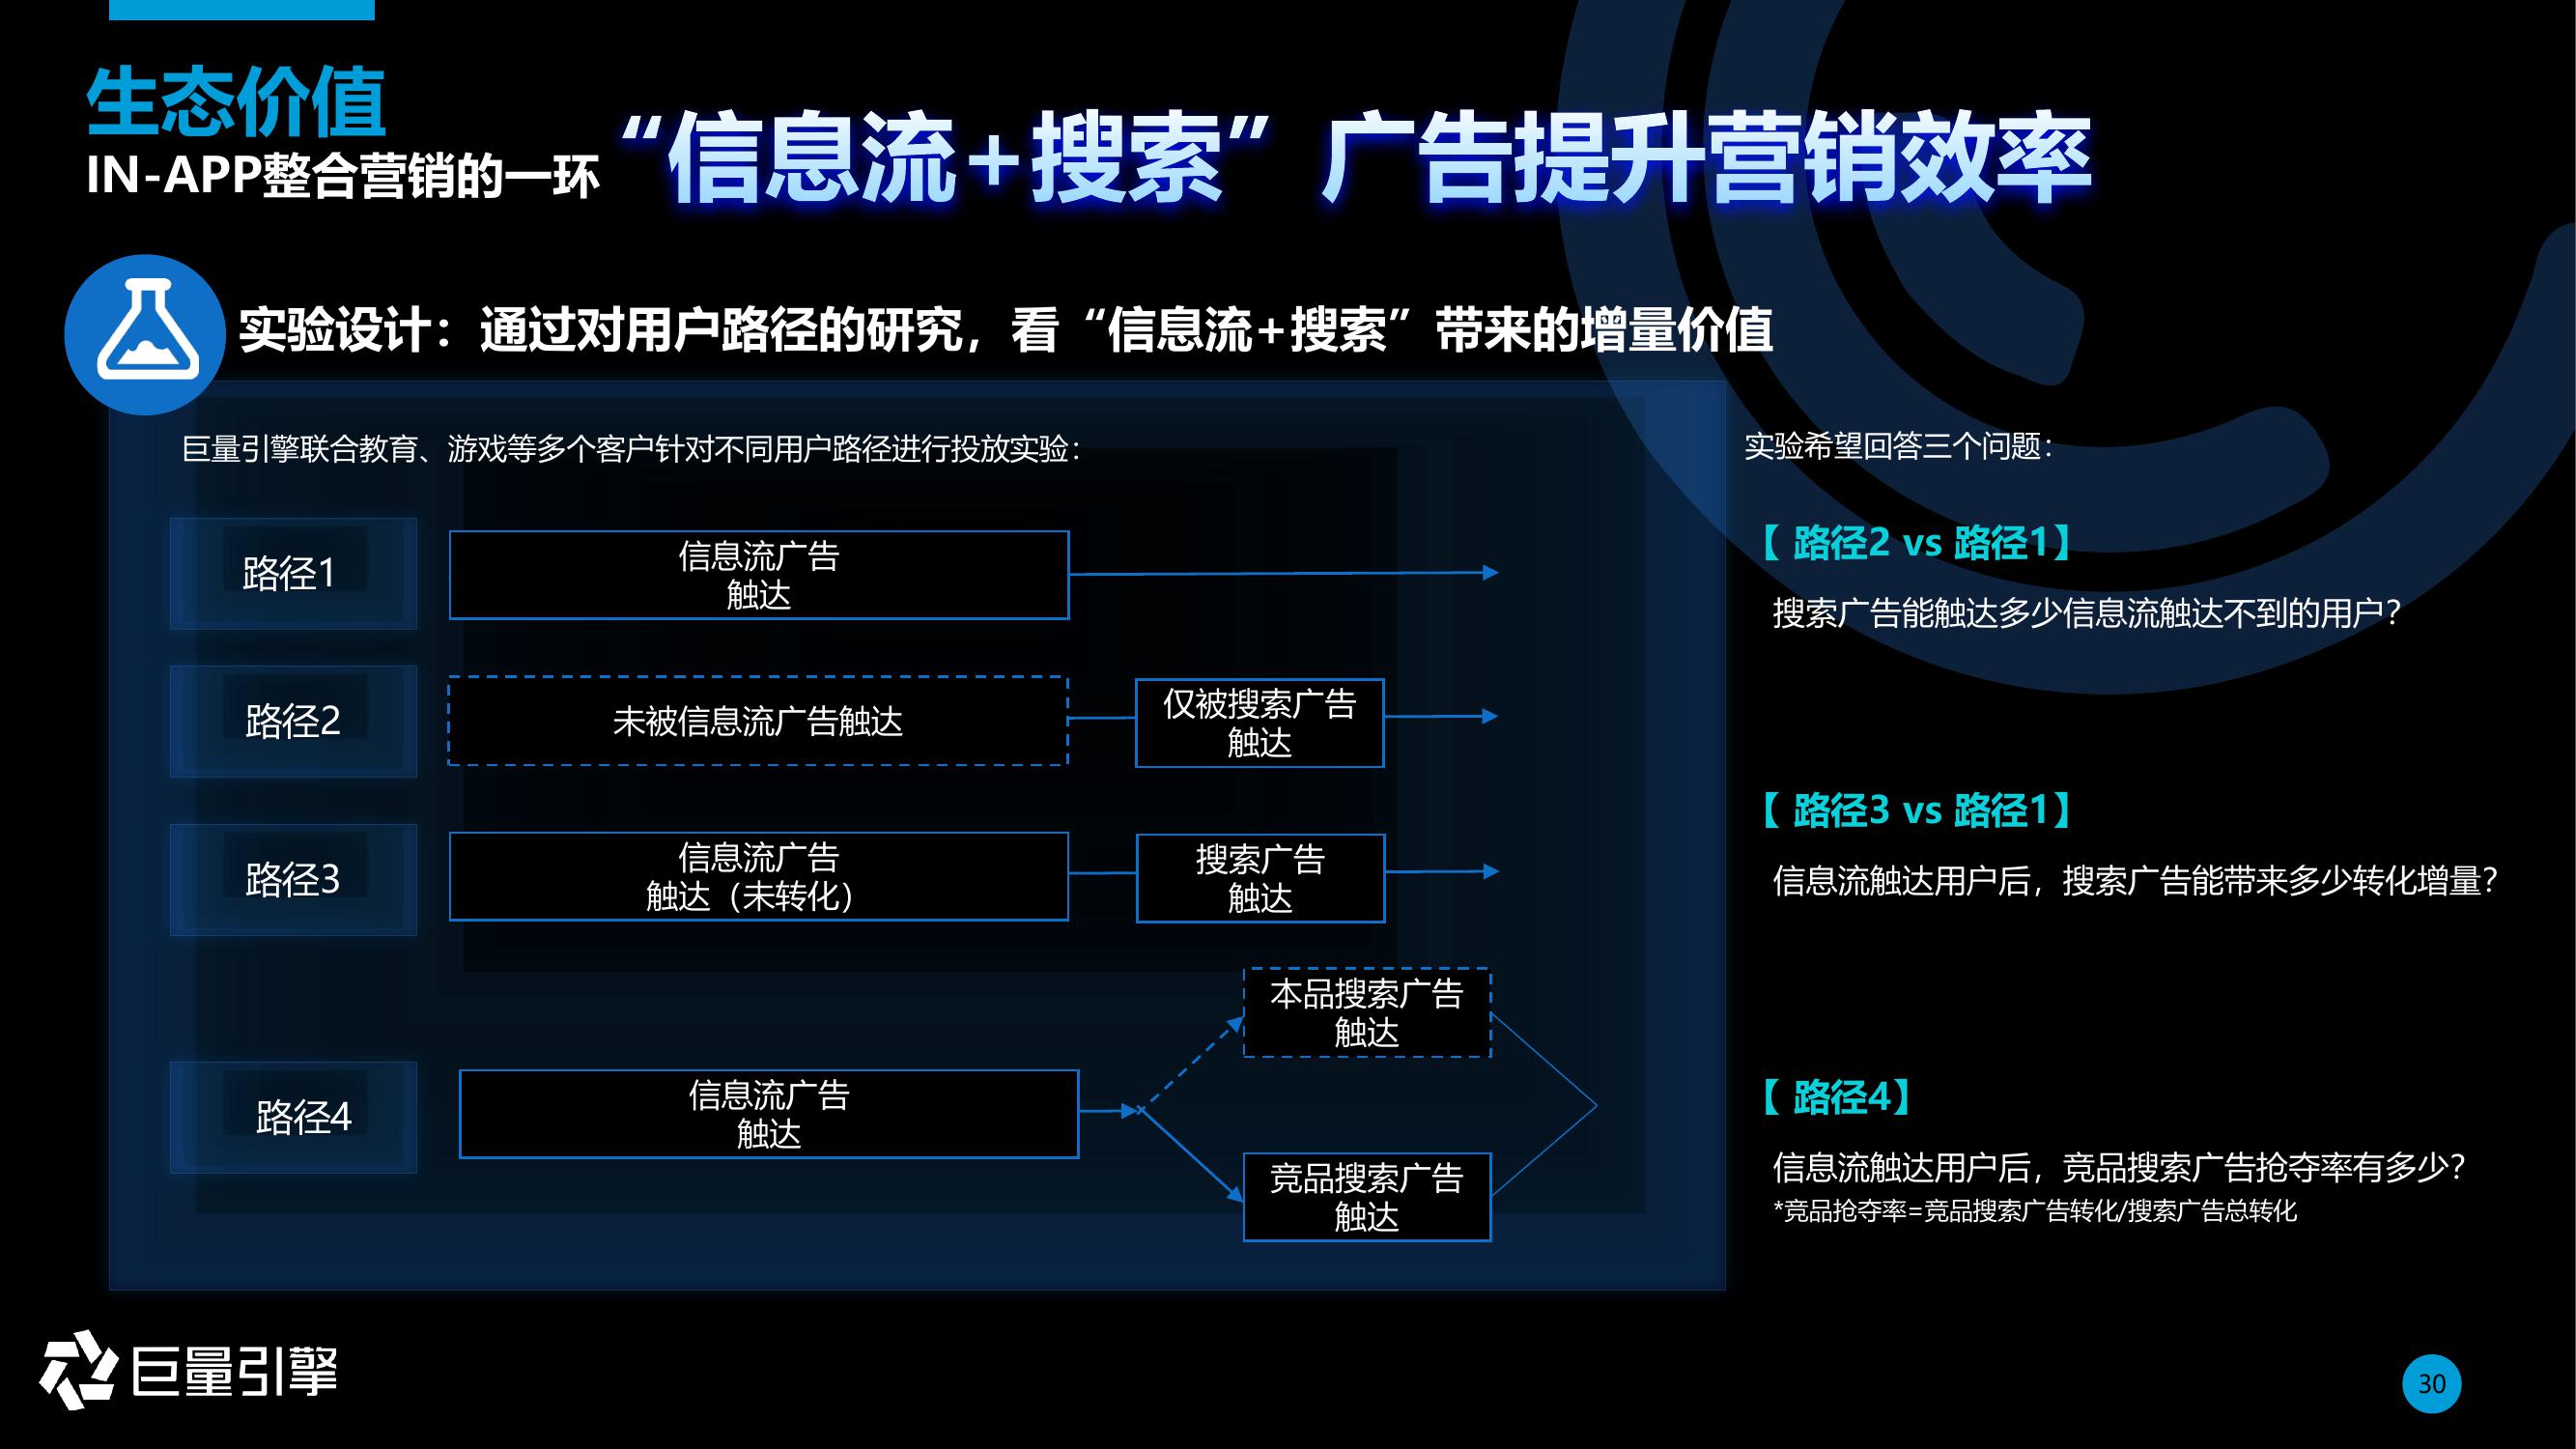 生态价值
IN-APP整合营销的一环
“信息流+搜索”广告提升营销效率
实验设计：通过对用户路径的研究，看“信息流+搜索”带来的增量价值
巨量引擎联合教育、游戏等多个客户针对不同用户路径进行投放实验：
路径1
信息流广告
触达
路径2
未被信息流广告触达
仅被搜索广告
触达
路径3
信息流广告
触达（未转化）
搜索广告
触达
路径4
信息流广告
触达
本品搜索广告
触达
竞品搜索广告
触达
实验希望回答三个问题：
【 路径2 vs 路径1】
搜索广告能触达多少信息流触达不到的用户？
【 路径3 vs 路径1】
信息流触达用户后，搜索广告能带来多少转化增量？
【 路径4】
信息流触达用户后，竞品搜索广告抢夺率有多少？
*竞品抢夺率=竞品搜索广告转化/搜索广告总转化
巨量引擎
30